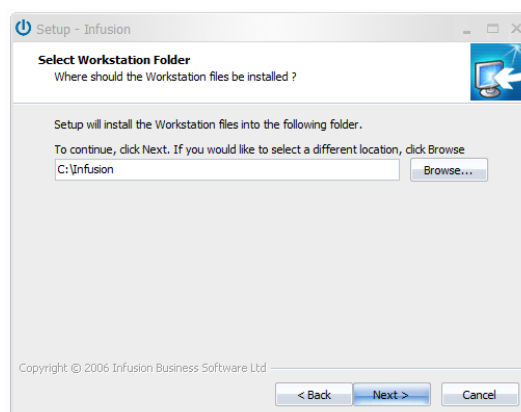 Setup - Infusion
Select Workstation Folder
Where should the Workstation files be installed ?
Setup will install the Workstation files into the following folder.
To continue, click Next. If you would like to select a different location, click Browse
C:\Infusion
Browse...
Copyright © 2006 Infusion Business Software Ltd
< Back
Next >
Cancel